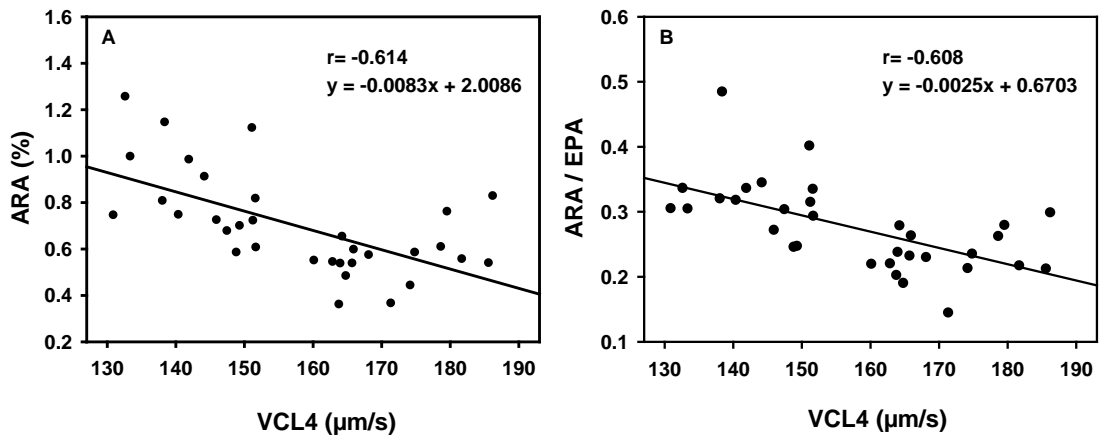 A
r= -0.614
y = -0.0083x + 2.0086
ARA (%)
1.6
1.4
1.2
1.0
0.8
0.6
0.4
0.2
130 140 150 160 170 180 190
VCL4 (µm/s)
B
r= -0.608
y = -0.0025x + 0.6703
ARA / EPA
0.6
0.5
0.4
0.3
0.2
0.1
130 140 150 160 170 180 190
VCL4 (µm/s)